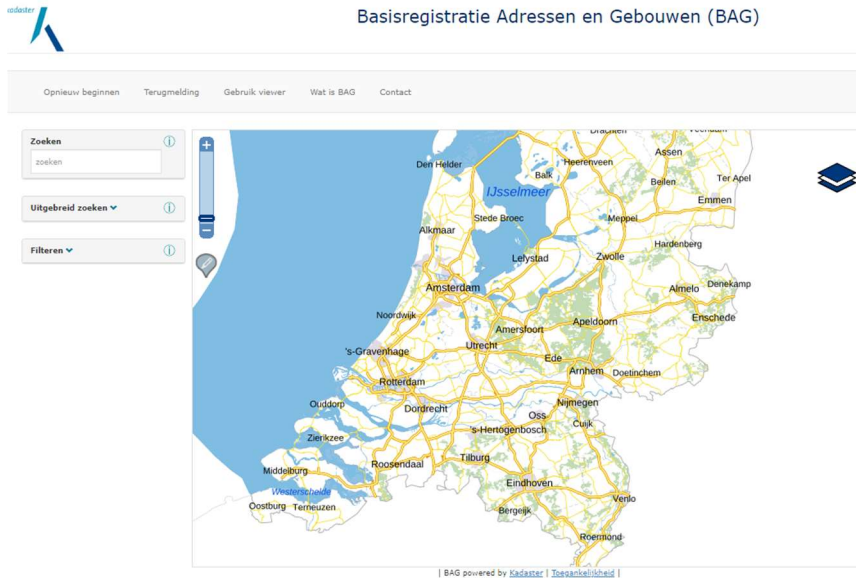 kadaster
Basisregistratie Adressen en Gebouwen (BAG)
Opnieuw beginnen Terugmelding Gebruik viewer Wat is BAG Contact
Zoeken
zoeken
Uitgebreid zoeken
Filteren
Drachten
Veendam
Assen
Den Helder
Heerenveen
Balk
Beilen
Ter Apel
IJsselmeer
Emmen
Stede Broec
Meppel
Alkmaar
Hardenberg
Lelystad
Zwolle
Amsterdam
Almelo
Denekamp
Noordwijk
Apeldoorn
Enschede
Amersfoort
's-Gravenhage
Utrecht
Ede
Arnhem
Doetinchem
Rotterdam
Ouddorp
Dordrecht
Nijmegen
Oss
Cuijk
Zierikzee
's-Hertogenbosch
Middelburg
Roosendaal
Tilburg
Westerschelde
Eindhoven
Oostburg
Terneuzen
Venlo
Bergeijk
Roermond
| BAG powered by Kadaster | Toegankelijkheid |